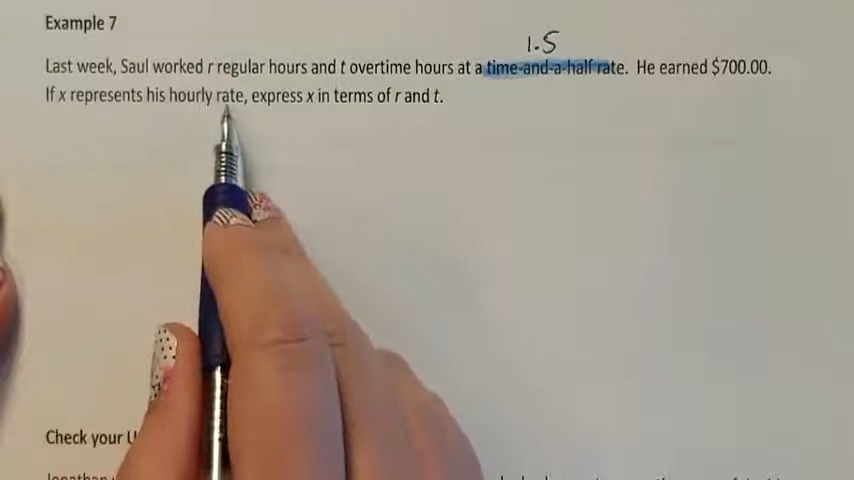 Example 7
1.5
Last week, Saul worked r regular hours and t overtime hours at a time-and-a-half rate. He earned $700.00.
If x represents his hourly rate, express x in terms of r and t.
Check your